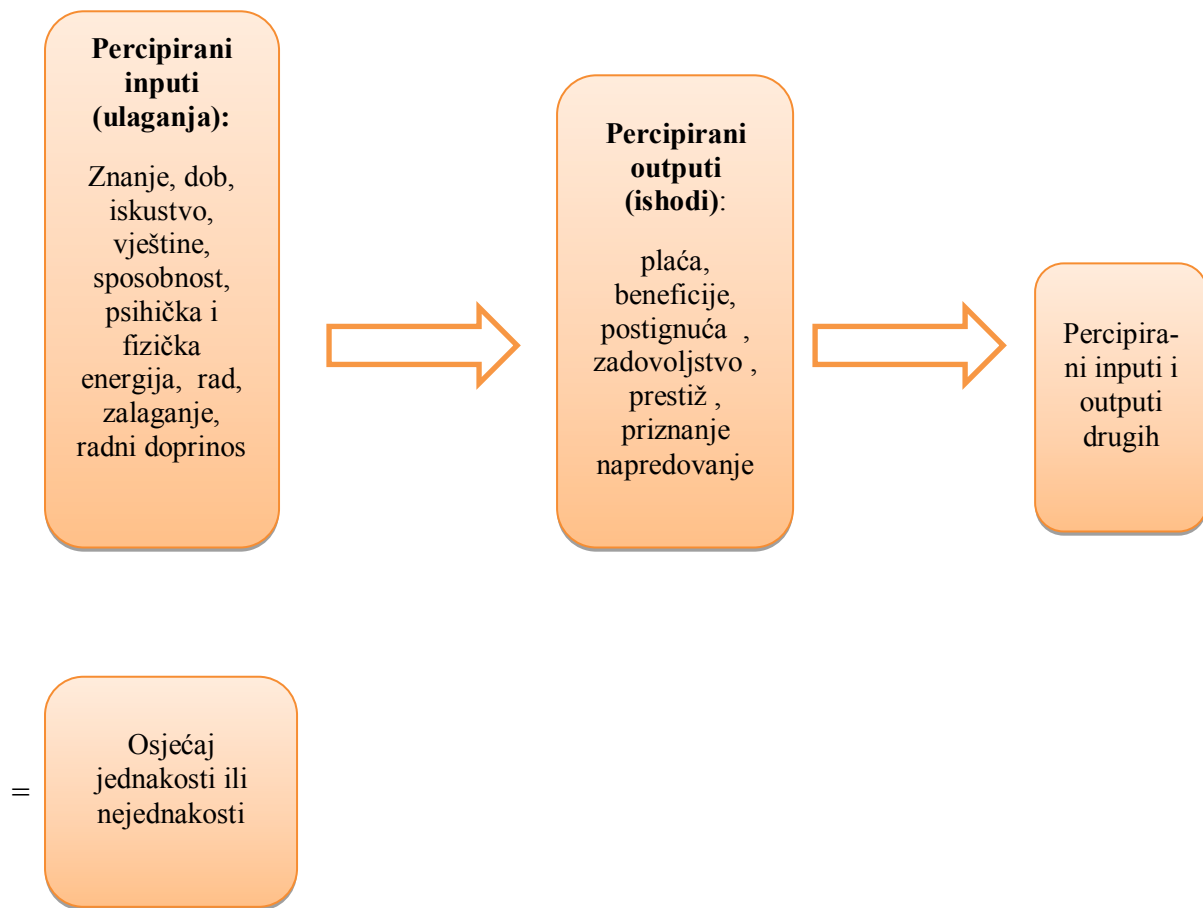 Percipirani
inputi
(ulaganja):
Znanje, dob,
iskustvo,
vještine,
sposobnost,
psihička i
fizička
energija, rad,
zalaganje,
radni doprinos
Percipirani
outputi
(ishodi):
plaća,
beneficije,
postignuća ,
zadovoljstvo ,
prestiž ,
priznanje
napredovanje
Percipira-
ni inputi i
outputi
drugih
=
Osjećaj
jednakosti ili
nejednakosti